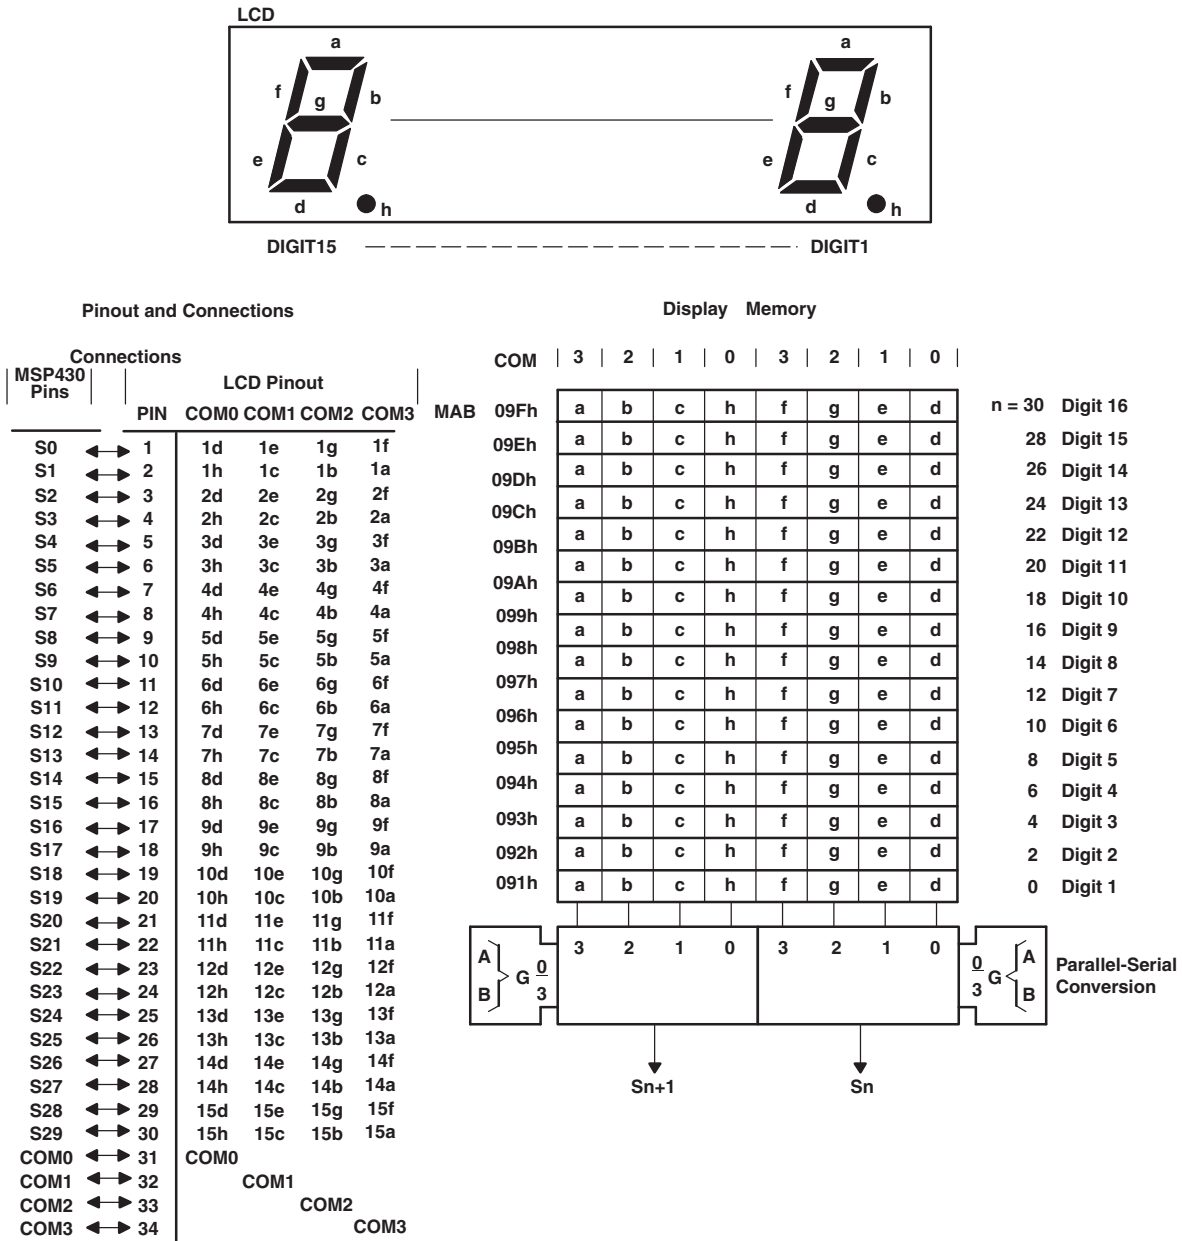 LCD
a
f
g
b
e
c
d
h
a
f
g
b
e
c
d
h
DIGIT15
DIGIT1
Pinout and Connections
Connections
MSP430 Pins
LCD Pinout
PIN COM0 COM1 COM2 COM3
S0 1 1d 1e 1g 1f
S1 2 1h 1c 1b 1a
S2 3 2d 2e 2g 2f
S3 4 2h 2c 2b 2a
S4 5 3d 3e 3g 3f
S5 6 3h 3c 3b 3a
S6 7 4d 4e 4g 4f
S7 8 4h 4c 4b 4a
S8 9 5d 5e 5g 5f
S9 10 5h 5c 5b 5a
S10 11 6d 6e 6g 6f
S11 12 6h 6c 6b 6a
S12 13 7d 7e 7g 7f
S13 14 7h 7c 7b 7a
S14 15 8d 8e 8g 8f
S15 16 8h 8c 8b 8a
S16 17 9d 9e 9g 9f
S17 18 9h 9c 9b 9a
S18 19 10d 10e 10g 10f
S19 20 10h 10c 10b 10a
S20 21 11d 11e 11g 11f
S21 22 11h 11c 11b 11a
S22 23 12d 12e 12g 12f
S23 24 12h 12c 12b 12a
S24 25 13d 13e 13g 13f
S25 26 13h 13c 13b 13a
S26 27 14d 14e 14g 14f
S27 28 14h 14c 14b 14a
S28 29 15d 15e 15g 15f
S29 30 15h 15c 15b 15a
COM0 31 COM0
COM1 32 COM1
COM2 33 COM2
COM3 34 COM3
Display Memory
COM 3 2 1 0 3 2 1 0
MAB 09Fh a b c h f g e d n = 30 Digit 16
09Eh a b c h f g e d 28 Digit 15
09Dh a b c h f g e d 26 Digit 14
09Ch a b c h f g e d 24 Digit 13
09Bh a b c h f g e d 22 Digit 12
09Ah a b c h f g e d 20 Digit 11
099h a b c h f g e d 18 Digit 10
098h a b c h f g e d 16 Digit 9
097h a b c h f g e d 14 Digit 8
096h a b c h f g e d 12 Digit 7
095h a b c h f g e d 10 Digit 6
094h a b c h f g e d 8 Digit 5
093h a b c h f g e d 6 Digit 4
092h a b c h f g e d 4 Digit 3
091h a b c h f g e d 2 Digit 2
a b c h f g e d 0 Digit 1
3 2 1 0 3 2 1 0
A
B
G 0
3
0
3 G
A
B
Parallel-Serial
Conversion
Sn+1
Sn